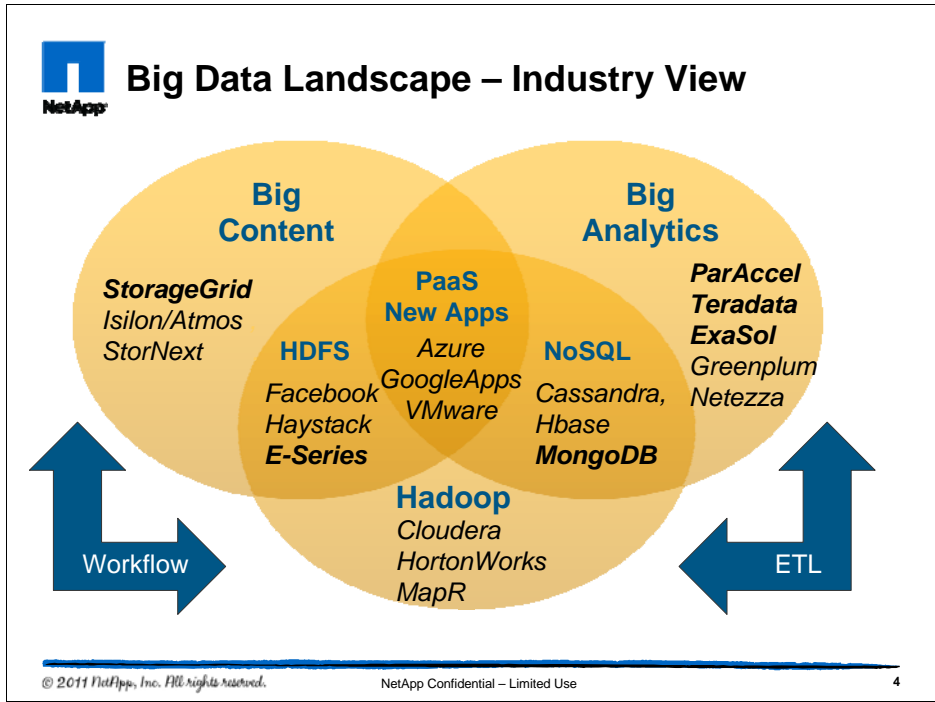 NetApp
Big Data Landscape – Industry View
Big
Content
Big
Analytics
StorageGrid
Isilon/Atmos
StorNext
PaaS
New Apps
Azure
GoogleApps
VMware
ParAccel
Teradata
ExaSol
Greenplum
Netezza
HDFS
Facebook
Haystack
E-Series
NoSQL
Cassandra,
Hbase
MongoDB
Hadoop
Cloudera
HortonWorks
MapR
Workflow
ETL
© 2011 NetApp, Inc. All rights reserved.
NetApp Confidential – Limited Use
4